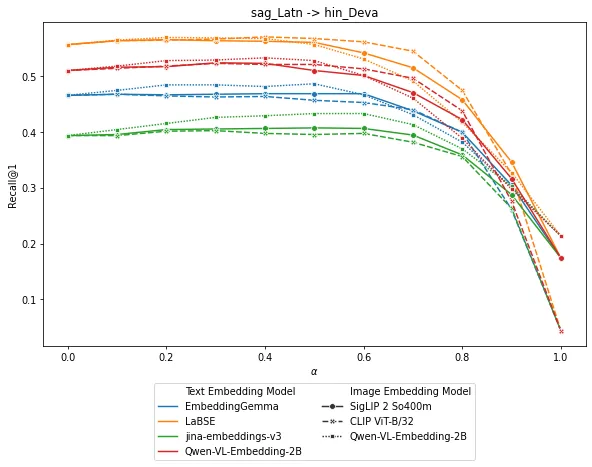 sag_Latn -> hin_Deva
Recall@1
0.5
0.4
0.3
0.2
0.1
0.0 0.2 0.4 0.6 0.8 1.0
α
Text Embedding Model
EmbeddingGemma
LaBSE
jina-embeddings-v3
Qwen-VL-Embedding-2B
Image Embedding Model
SigLIP 2 So400m
CLIP ViT-B/32
Qwen-VL-Embedding-2B